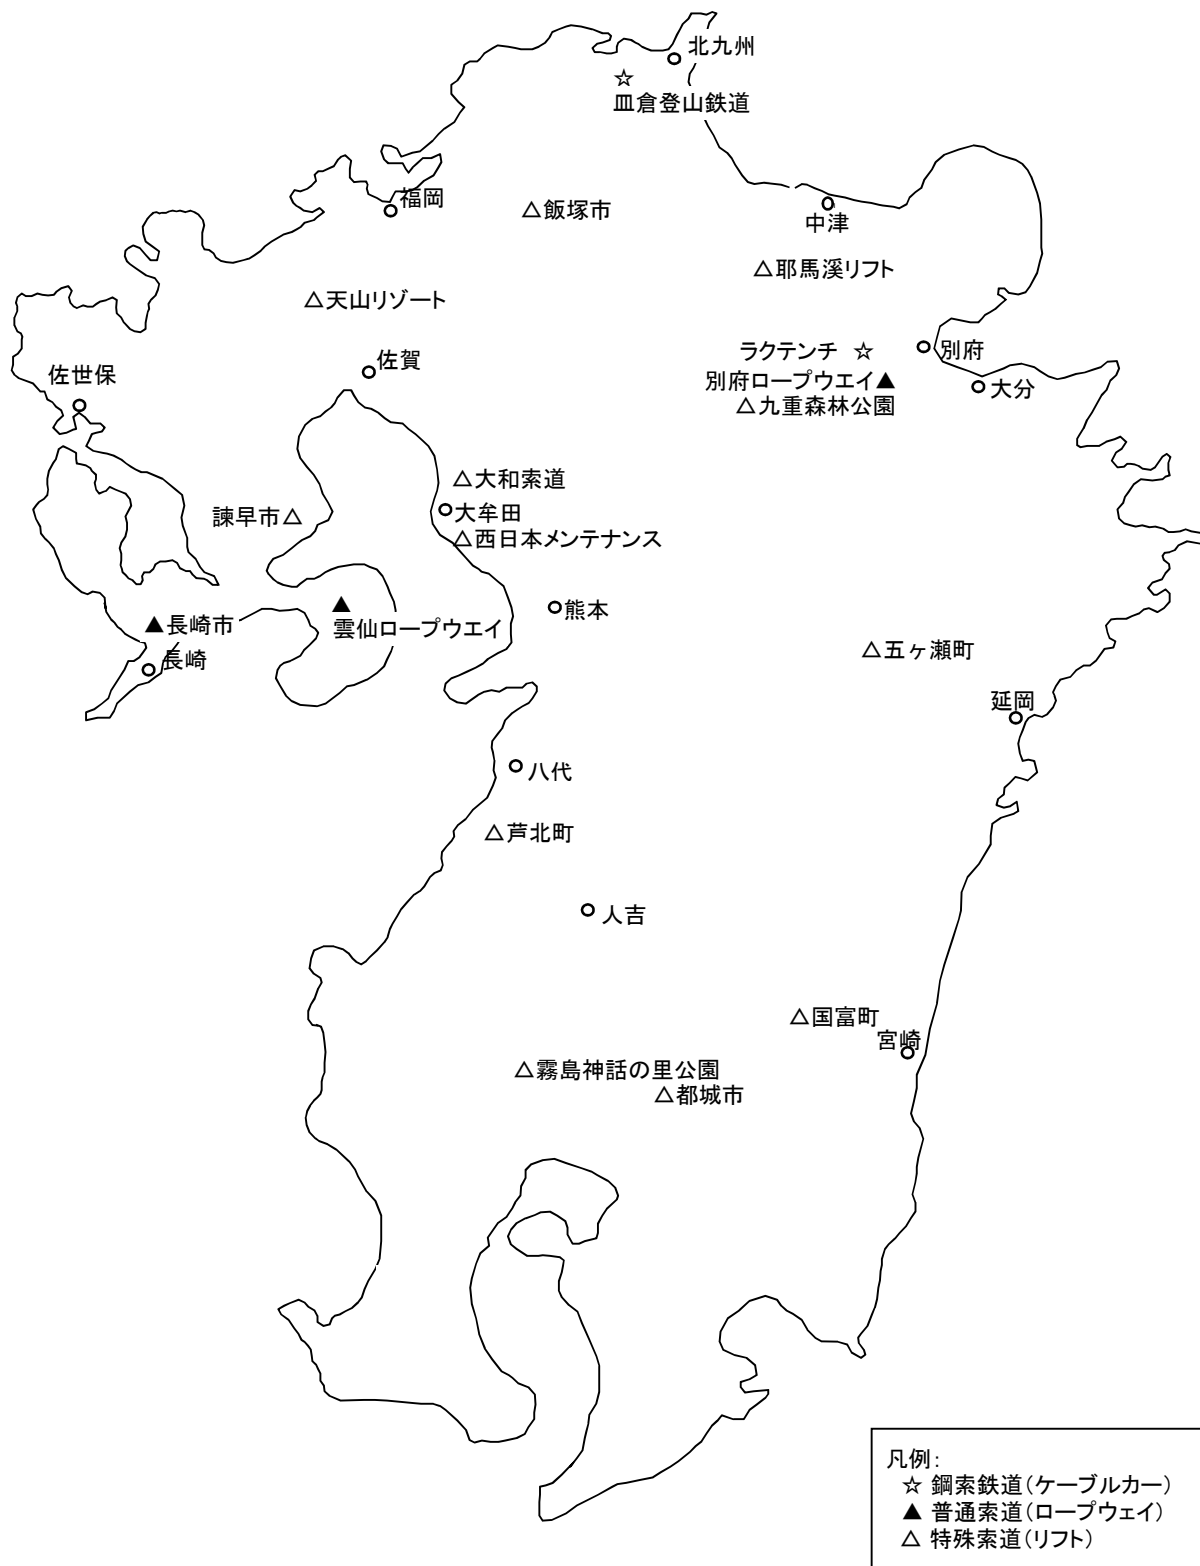 北九州
☆
皿倉登山鉄道
福岡
△飯塚市
中津
△耶馬溪リフト
△天山リゾート
ラクテンチ ☆
別府
佐賀
佐世保
別府ロープウエイ▲
大分
△九重森林公園
△大和索道
諫早市△
大牟田
△西日本メンテナンス
▲
熊本
▲長崎市
雲仙ロープウエイ
長崎
△五ヶ瀬町
延岡
八代
△芦北町
人吉
△国富町
宮崎
△霧島神話の里公園
△都城市
凡例:
☆ 鋼索鉄道(ケーブルカー)
▲ 普通索道(ロープウェイ)
△ 特殊索道(リフト)